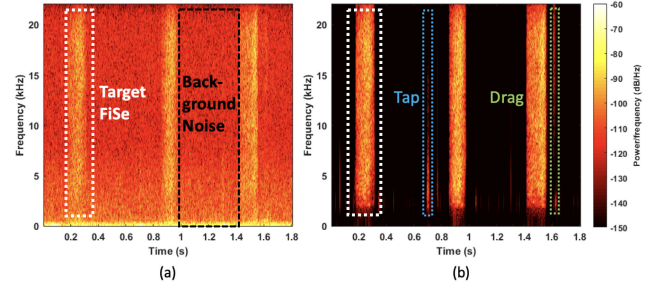 20
15
10
5
0
Frequency (kHz)
0.2 0.4 0.6 0.8 1 1.2 1.4 1.6 1.8
Time (s)
Target
FiSe
Back-
ground
Noise
(a)
20
15
10
5
0
Frequency (kHz)
0.2 0.4 0.6 0.8 1 1.2 1.4 1.6 1.8
Time (s)
Tap
Drag
(b)
-60
-70
-80
-90
-100
-110
-120
-130
-140
-150
Power/frequency (dB/Hz)